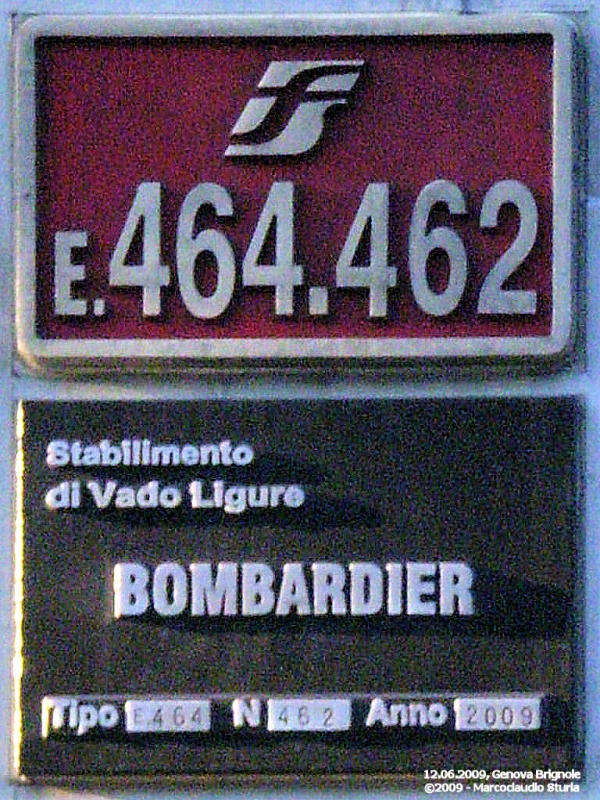 FS
E.464.462
Stabilimento
di Vado Ligure
BOMBARDIER
Tipo E.464 N 462 Anno 2009
12.06.2009, Genova Brignole
©2009 - Marcoclaudio Sturla